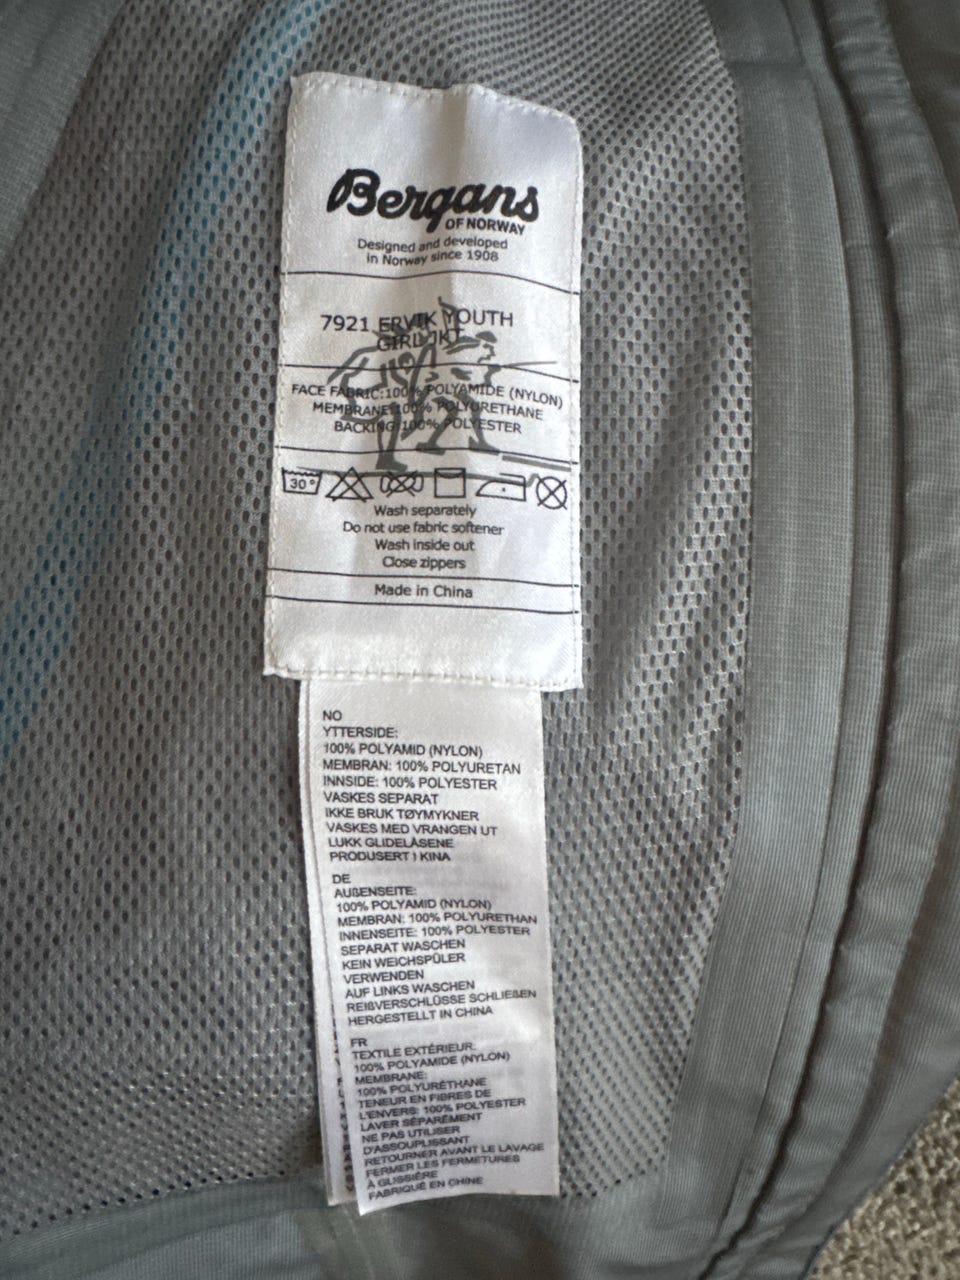 Bergans
OF NORWAY
Designed and developed
in Norway since 1908
7921 ERVIK YOUTH
GIRL JKT
FACE FABRIC:100% POLYAMIDE (NYLON)
MEMBRANE:100% POLYURETHANE
BACKING:100% POLYESTER
30°
Wash separately
Do not use fabric softener
Wash inside out
Close zippers
Made in China
NO
YTTERSIDE:
100% POLYAMID (NYLON)
MEMBRAN: 100% POLYURETAN
INNSIDE: 100% POLYESTER
VASKES SEPARAT
IKKE BRUK TØYMYKNER
VASKES MED VRANGEN UT
LUKK GLIDELÅSENE
PRODUSERT I KINA
DE
AUßENSEITE:
100% POLYAMID (NYLON)
MEMBRAN: 100% POLYURETHAN
INNENSEITE: 100% POLYESTER
SEPARAT WASCHEN
KEIN WEICHSPÜLER
VERWENDEN
AUF LINKS WASCHEN
REIßVERSCHLÜSSE SCHLIEßEN
HERGESTELLT IN CHINA
FR
TEXTILE EXTÉRIEUR:
100% POLYAMIDE (NYLON)
MEMBRANE:
100% POLYURÉTHANE
TENEUR EN FIBRES DE
L'ENVERS: 100% POLYESTER
LAVER SÉPARÉMENT
NE PAS UTILISER
D'ASSOUPLISSANT
RETOURNER AVANT LE LAVAGE
FERMER LES FERMETURES
À GLISSIÈRE
FABRIQUÉ EN CHINE